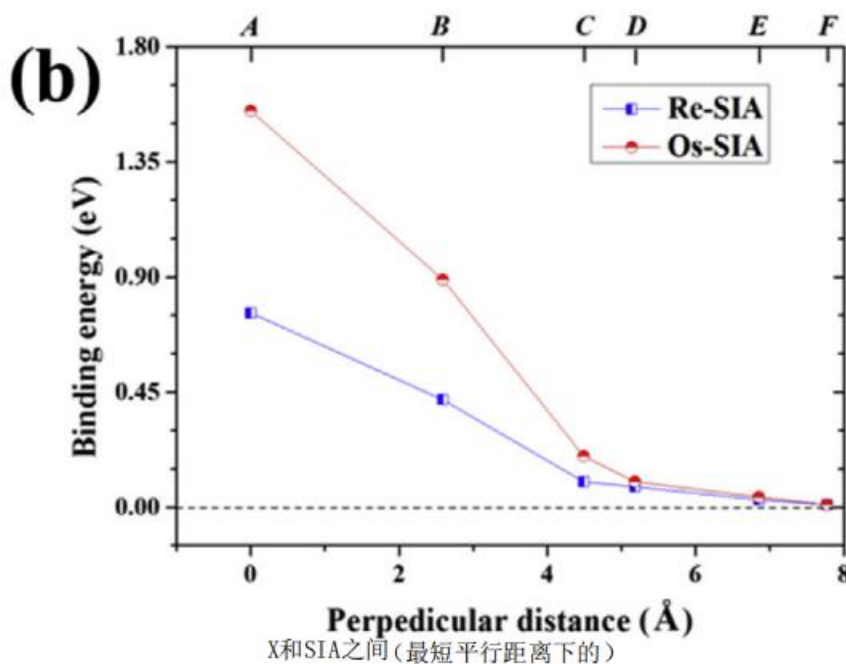 (b)
A B C D E F
1.80
Re-SIA
Os-SIA
1.35
0.90
0.45
0.00
Binding energy (eV)
0 2 4 6 8
Perpedicular distance (Å)
X和SIA之间(最短平行距离下的)